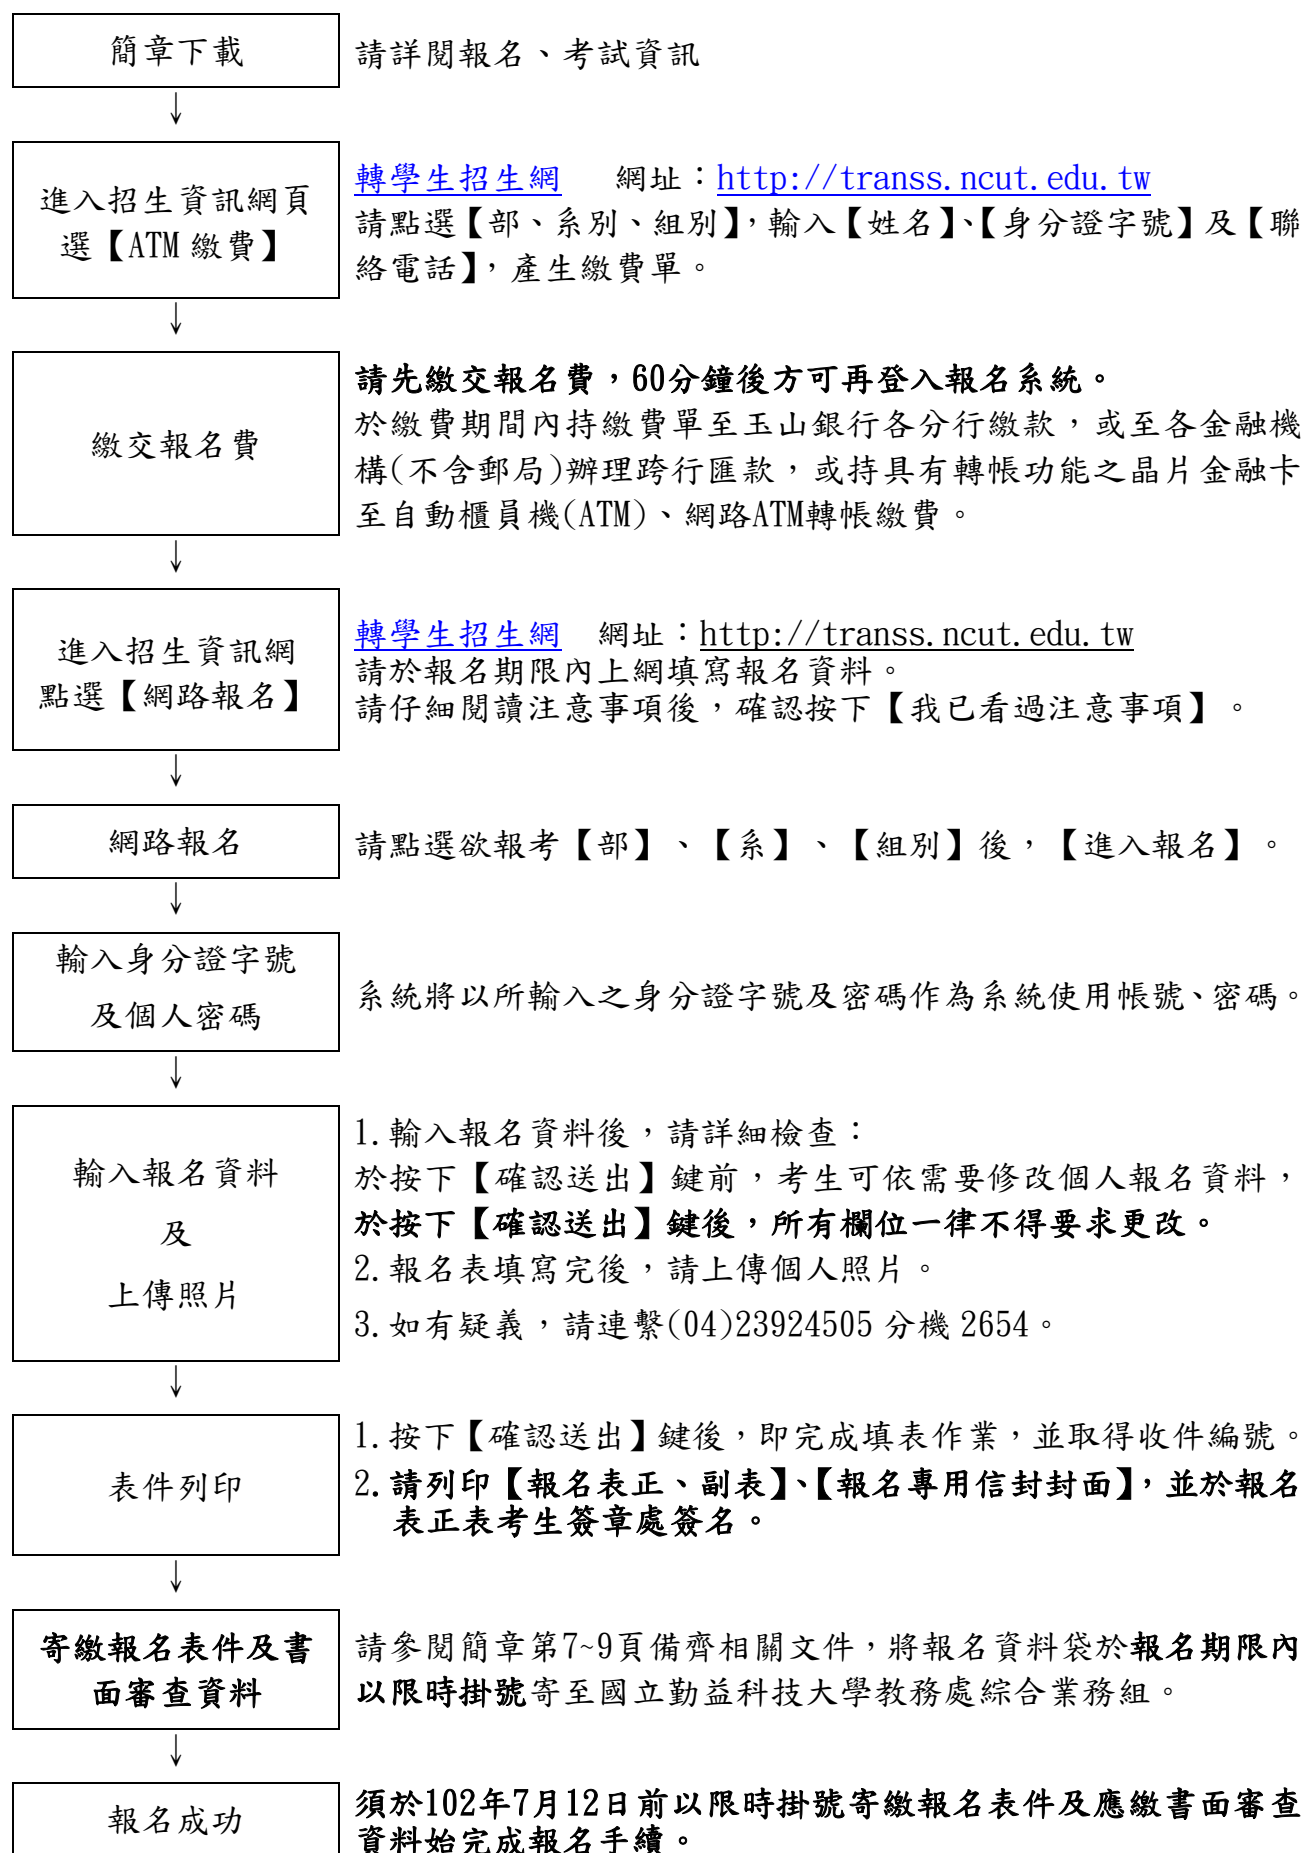 簡章下載
請詳閱報名、考試資訊
↓
進入招生資訊網頁
選【ATM 繳費】
轉學生招生網 網址：http://transs.ncut.edu.tw
請點選【部、系別、組別】，輸入【姓名】、【身分證字號】及【聯
絡電話】，產生繳費單。
↓
繳交報名費
請先繳交報名費，60分鐘後方可再登入報名系統。
於繳費期間內持繳費單至玉山銀行各分行繳款，或至各金融機
構(不含郵局)辦理跨行匯款，或持具有轉帳功能之晶片金融卡
至自動櫃員機(ATM)、網路ATM轉帳繳費。
↓
進入招生資訊網
點選【網路報名】
轉學生招生網 網址：http://transs.ncut.edu.tw
請於報名期限內上網填寫報名資料。
請仔細閱讀注意事項後，確認按下【我已看過注意事項】。
↓
網路報名
請點選欲報考【部】、【系】、【組別】後，【進入報名】。
↓
輸入身分證字號
及個人密碼
系統將以所輸入之身分證字號及密碼作為系統使用帳號、密碼。
↓
輸入報名資料
及
上傳照片
1.輸入報名資料後，請詳細檢查：
於按下【確認送出】鍵前，考生可依需要修改個人報名資料，
於按下【確認送出】鍵後，所有欄位一律不得要求更改。
2.報名表填寫完後，請上傳個人照片。
3.如有疑義，請連繫(04)23924505 分機 2654。
↓
表件列印
1.按下【確認送出】鍵後，即完成填表作業，並取得收件編號。
2.請列印【報名表正、副表】、【報名專用信封封面】，並於報名
表正表考生簽章處簽名。
↓
寄繳報名表件及書
面審查資料
請參閱簡章第7~9頁備齊相關文件，將報名資料袋於報名期限內
以限時掛號寄至國立勤益科技大學教務處綜合業務組。
↓
報名成功
須於102年7月12日前以限時掛號寄繳報名表件及應繳書面審查
資料始完成報名手續。